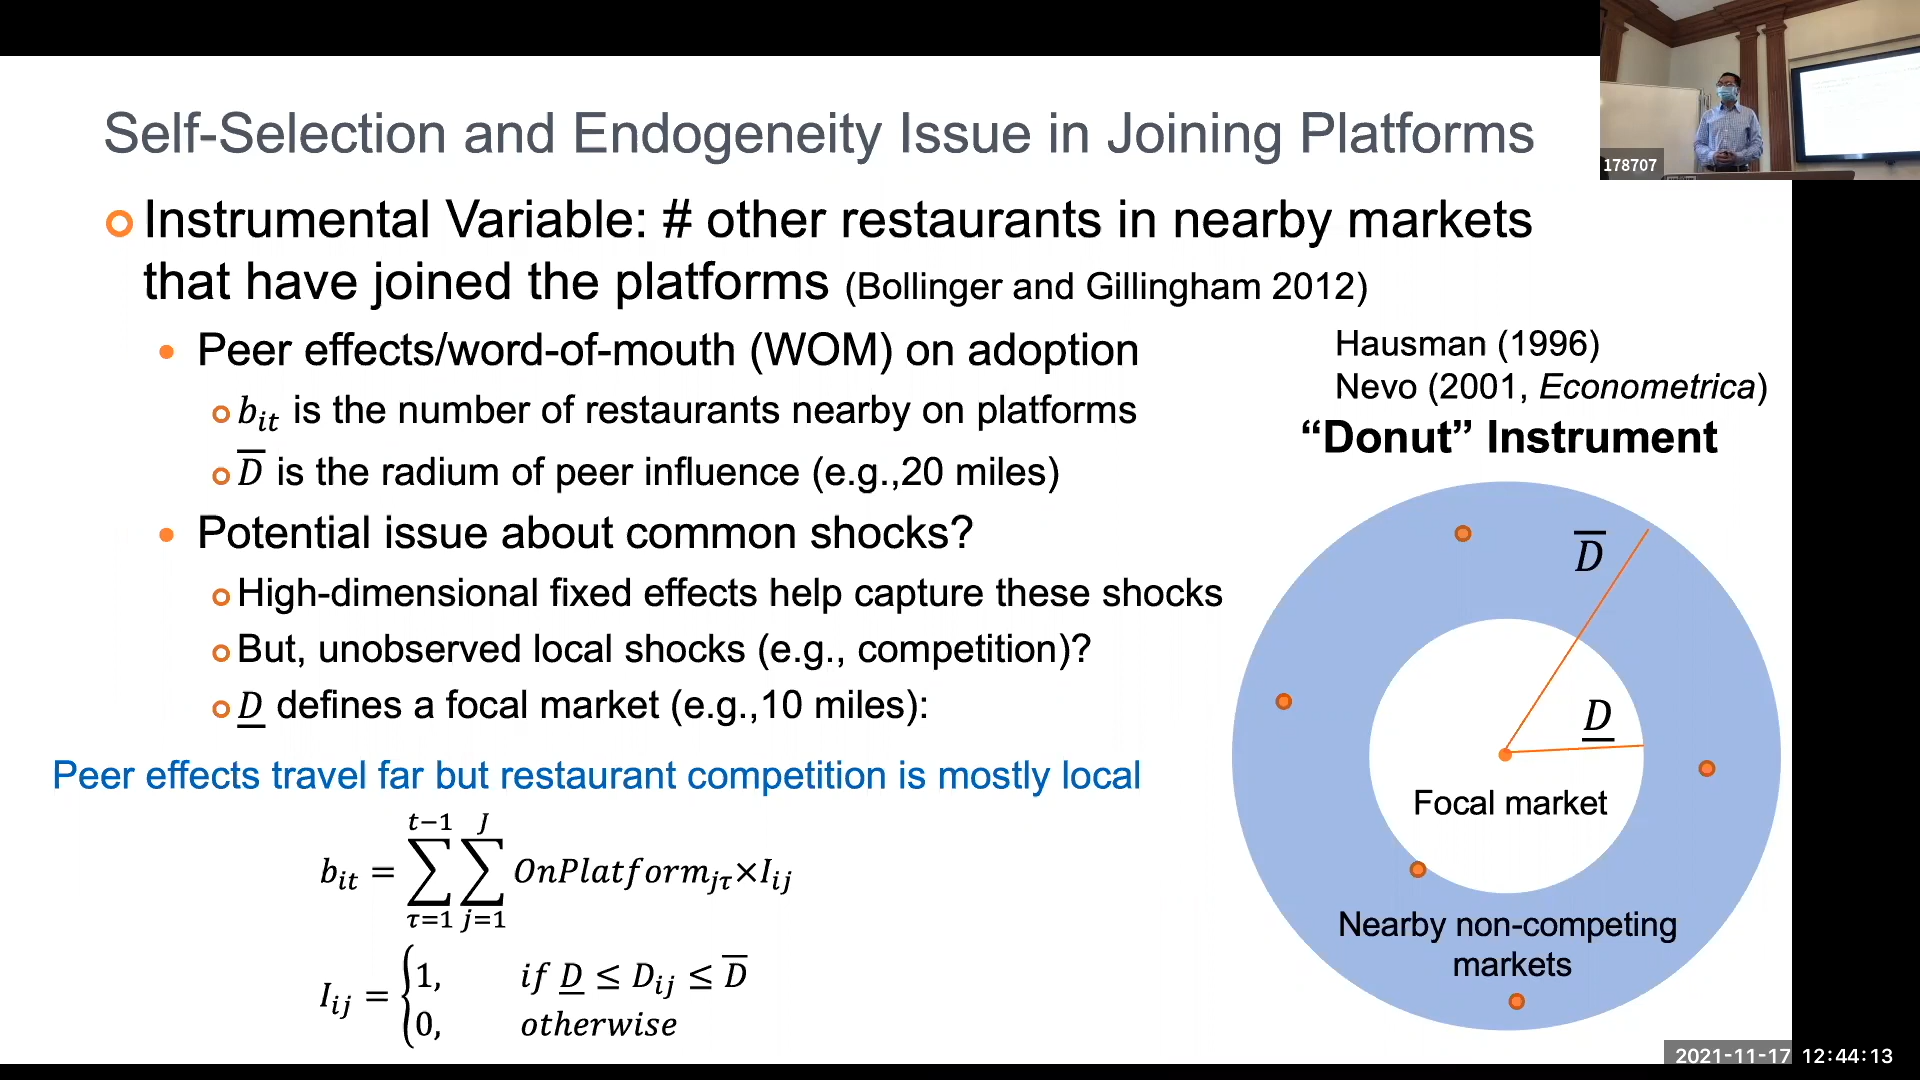 Self-Selection and Endogeneity Issue in Joining Platforms
Instrumental Variable: # other restaurants in nearby markets
that have joined the platforms (Bollinger and Gillingham 2012)
Peer effects/word-of-mouth (WOM) on adoption
b_it is the number of restaurants nearby on platforms
D̅ is the radium of peer influence (e.g.,20 miles)
Potential issue about common shocks?
High-dimensional fixed effects help capture these shocks
But, unobserved local shocks (e.g., competition)?
D̲ defines a focal market (e.g.,10 miles):
Peer effects travel far but restaurant competition is mostly local
b_it = ∑_{τ=1}^{t−1} ∑_{j=1}^{J} OnPlatform_jτ×I_ij
I_ij = {1, if D̲ ≤ D_ij ≤ D̅
0, otherwise
Hausman (1996)
Nevo (2001, Econometrica)
“Donut” Instrument
D̅
D̲
Focal market
Nearby non-competing
markets
178707
2021-11-17 12:44:13